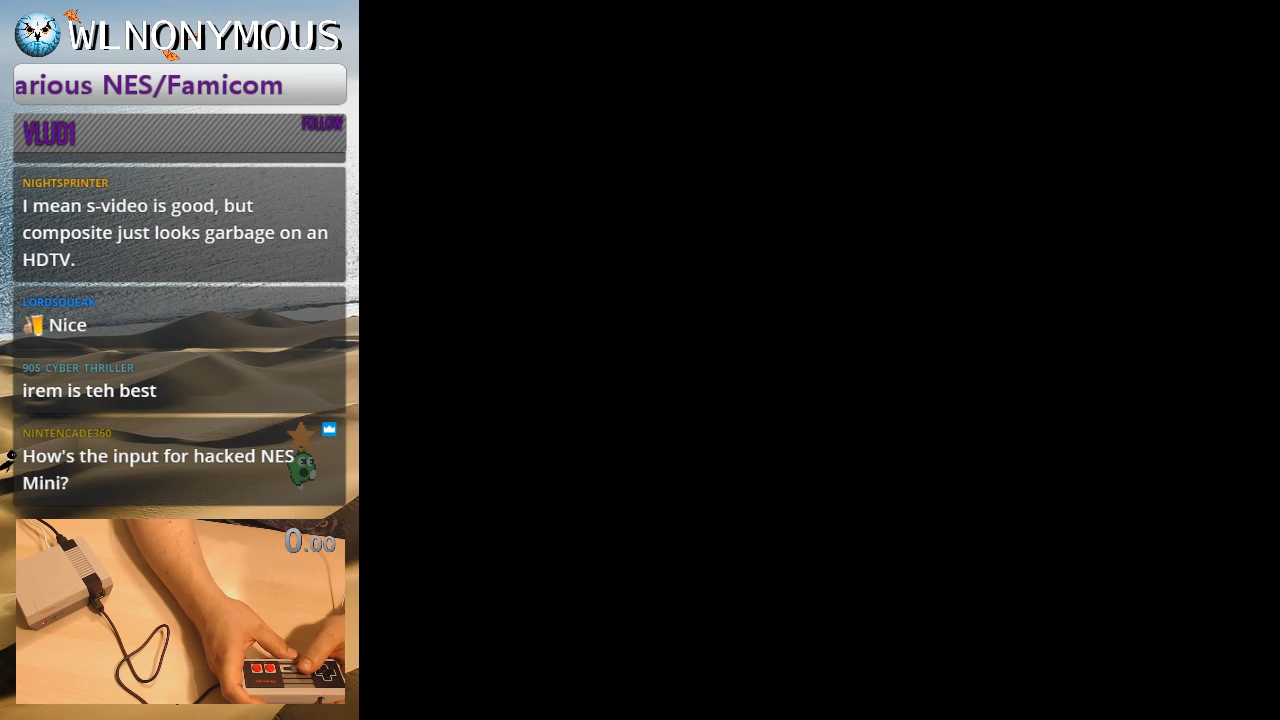 WLNONYMOUS
arious NES/Famicom
VLUD1
FOLLOW
NIGHTSPRINTER
I mean s-video is good, but
composite just looks garbage on an
HDTV.
LORDSQUEAK
Nice
90S CYBER THRILLER
irem is teh best
NINTENCADE360
How's the input for hacked NES
Mini?
0.00